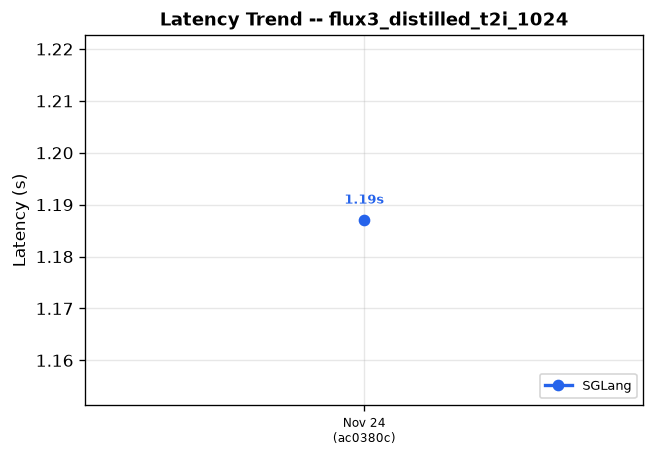 Latency Trend -- flux3_distilled_t2i_1024
Latency (s)
1.22
1.21
1.20
1.19
1.18
1.17
1.16
1.19s
SGLang
Nov 24
(ac0380c)